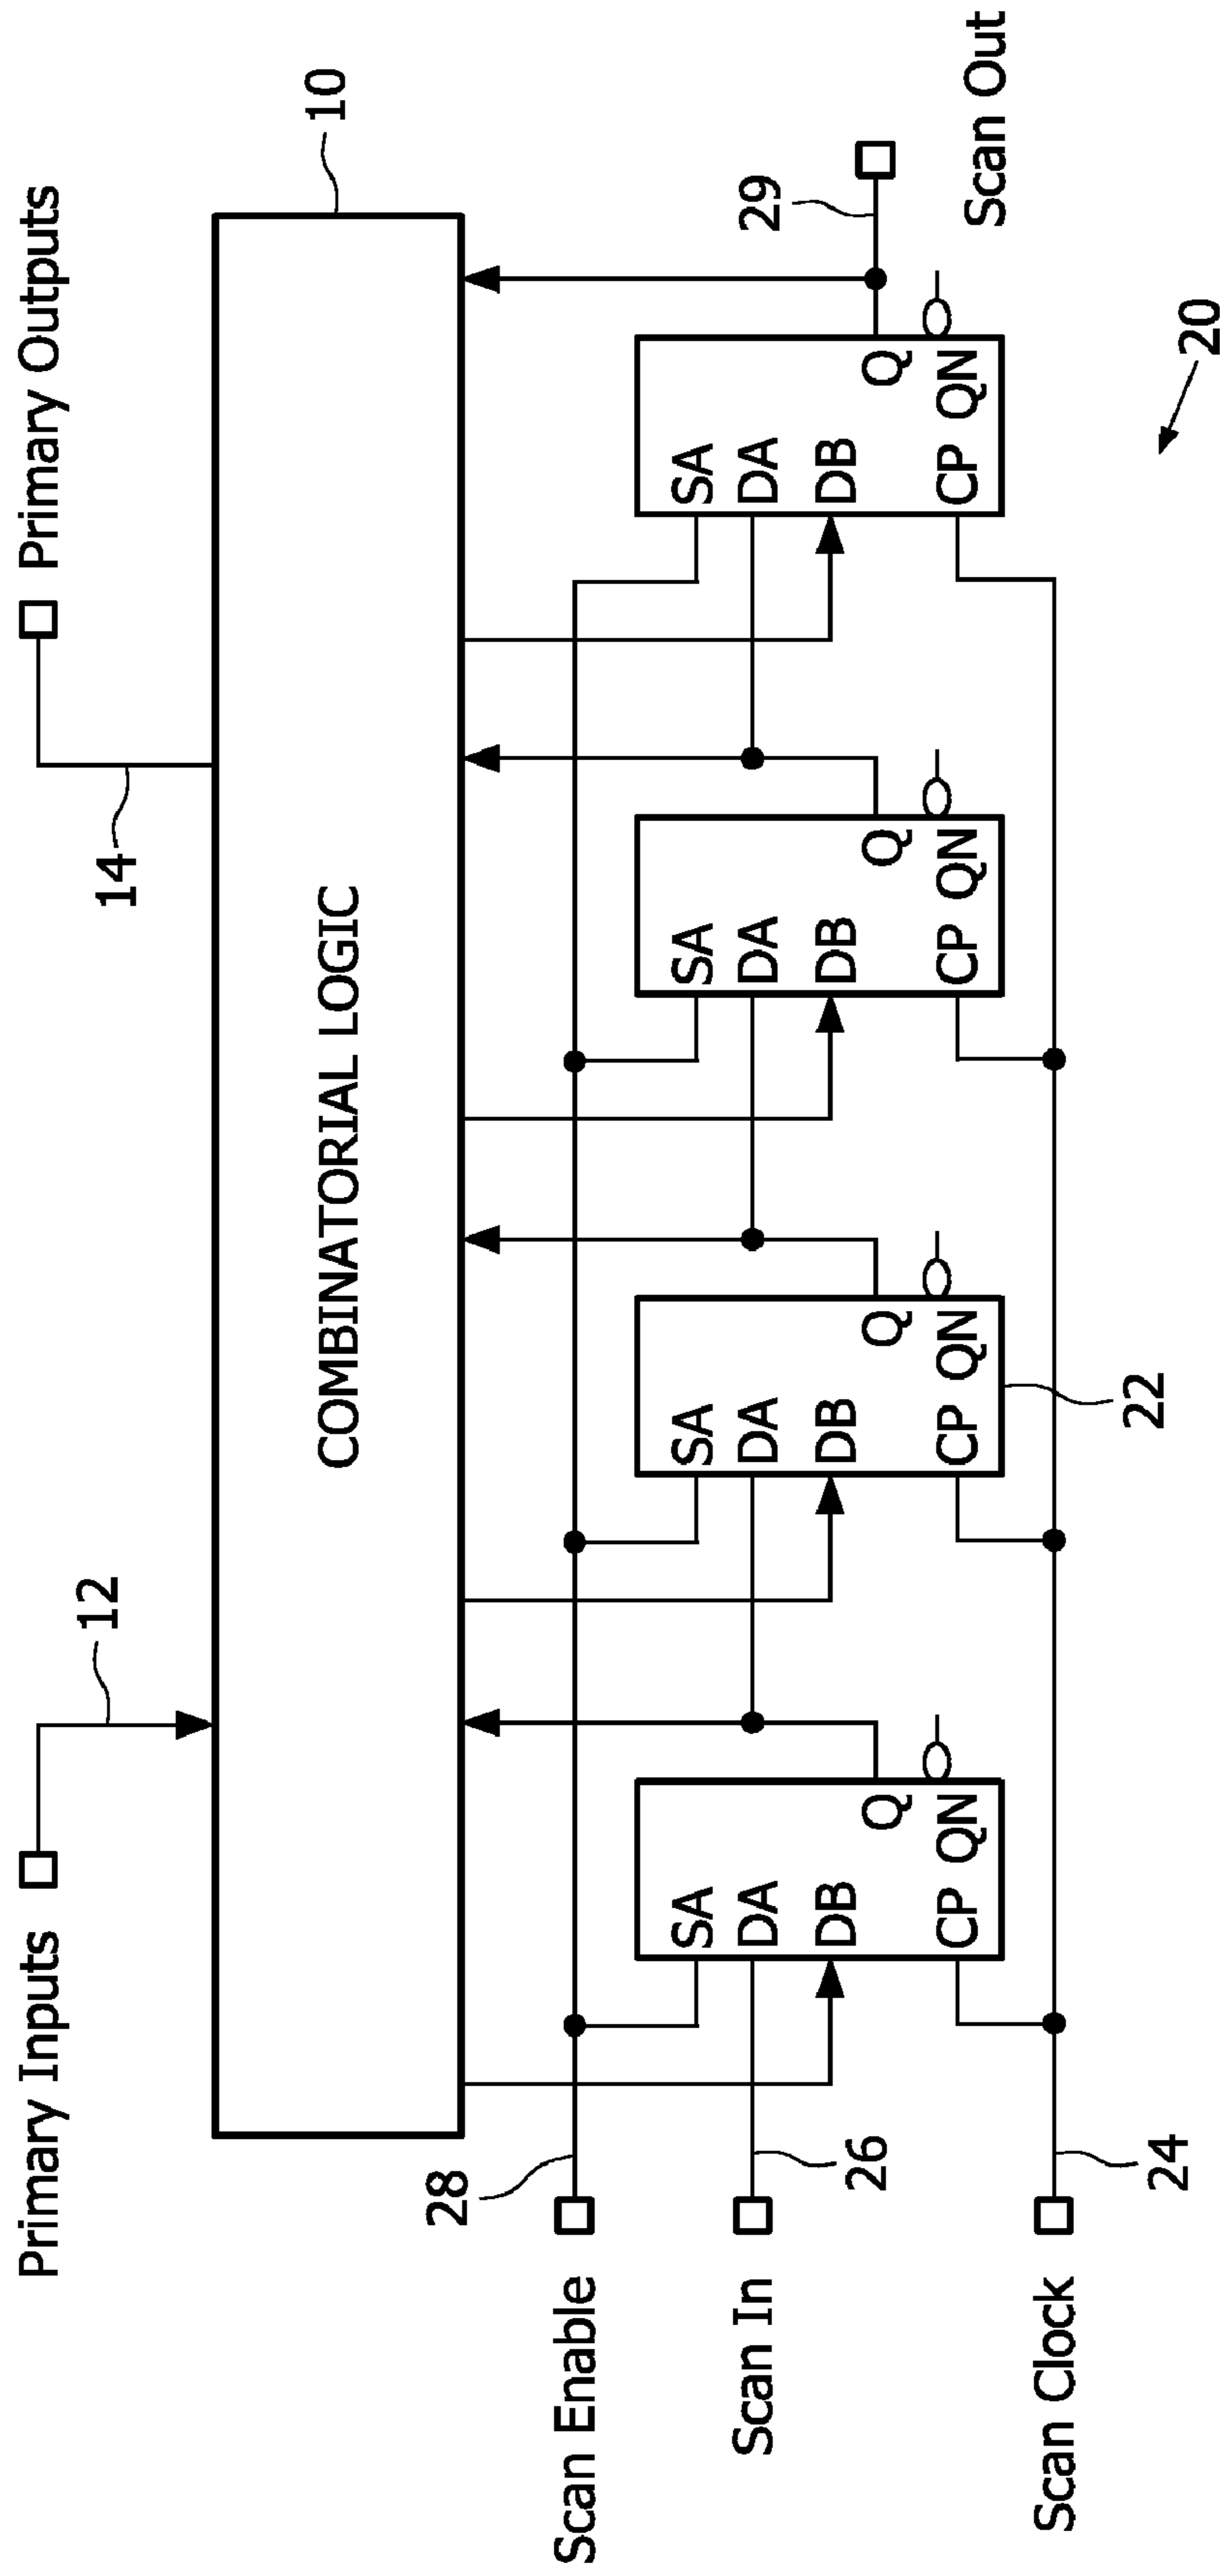 Primary Inputs
12
14
Primary Outputs
10
COMBINATORIAL LOGIC
28
Scan Enable
Scan In
26
Scan Clock
24
SA
DA
DB
Q
CP QN
SA
DA
DB
Q
CP QN
22
SA
DA
DB
Q
CP QN
SA
DA
DB
Q
CP QN
29
Scan Out
20